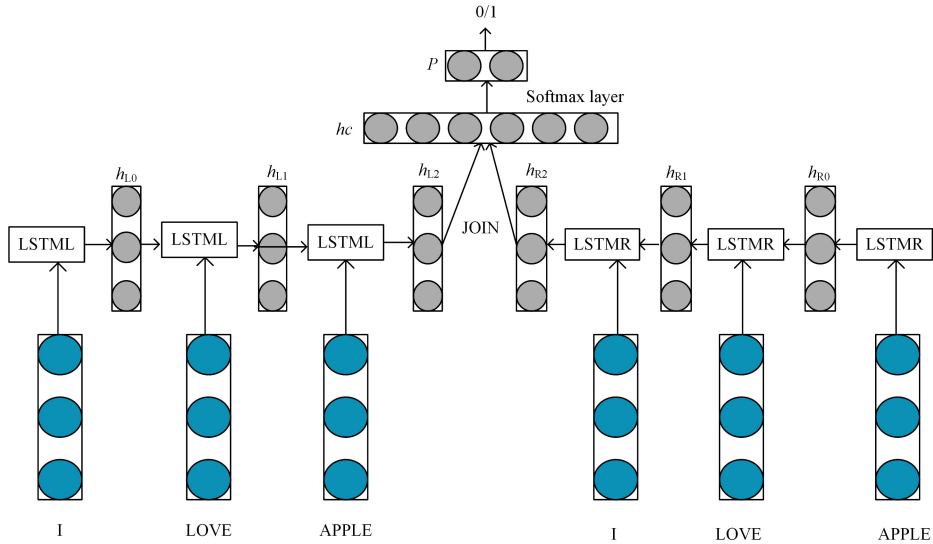 0/1
P
Softmax layer
hc
hL0
hL1
hL2
hR2
hR1
hR0
JOIN
LSTML
LSTML
LSTML
LSTMR
LSTMR
LSTMR
I
LOVE
APPLE
I
LOVE
APPLE